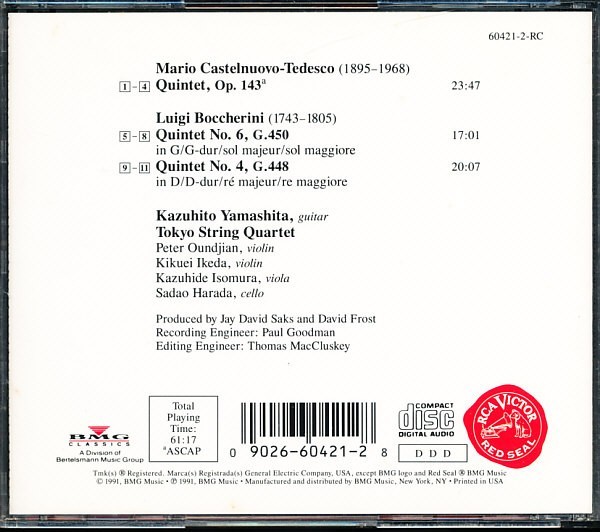 60421-2-RC
Mario Castelnuovo-Tedesco (1895–1968)
1 – 4 Quintet, Op. 143a 23:47
Luigi Boccherini (1743–1805)
5 – 8 Quintet No. 6, G.450 17:01
in G/G-dur/sol majeur/sol maggiore
9 – 11 Quintet No. 4, G.448 20:07
in D/D-dur/ré majeur/re maggiore
Kazuhito Yamashita, guitar
Tokyo String Quartet
Peter Oundjian, violin
Kikuei Ikeda, violin
Kazuhide Isomura, viola
Sadao Harada, cello
Produced by Jay David Saks and David Frost
Recording Engineer: Paul Goodman
Editing Engineer: Thomas MacCluskey
BMG
CLASSICS
A Division of
Bertelsmann Music Group
Total
Playing
Time:
61:17
aASCAP
0 09026-60421-2 8
COMPACT
disc
DIGITAL AUDIO
D D D
RCA VICTOR
RED SEAL
Tmk(s) ® Registered. Marca(s) Registrada(s) General Electric Company, USA, except BMG logo and Red Seal ® BMG Music
© 1991, BMG Music • ℗ 1991, BMG Music • Manufactured and distributed by BMG Music, New York, NY • Printed in USA